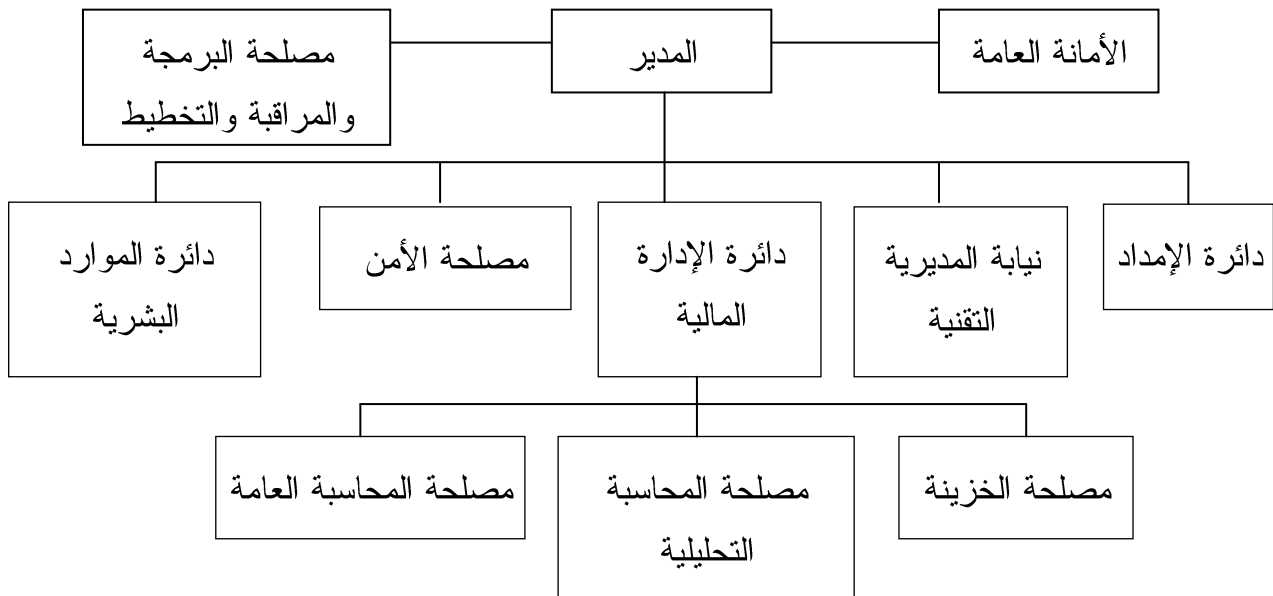 الأمانة العامة
المدير
مصلحة البرمجة
والمراقبة والتخطيط
دائرة الإمداد
نيابة المديرية
التقنية
دائرة الإدارة
المالية
مصلحة الأمن
دائرة الموارد
البشرية
مصلحة الخزينة
مصلحة المحاسبة
التحليلية
مصلحة المحاسبة العامة